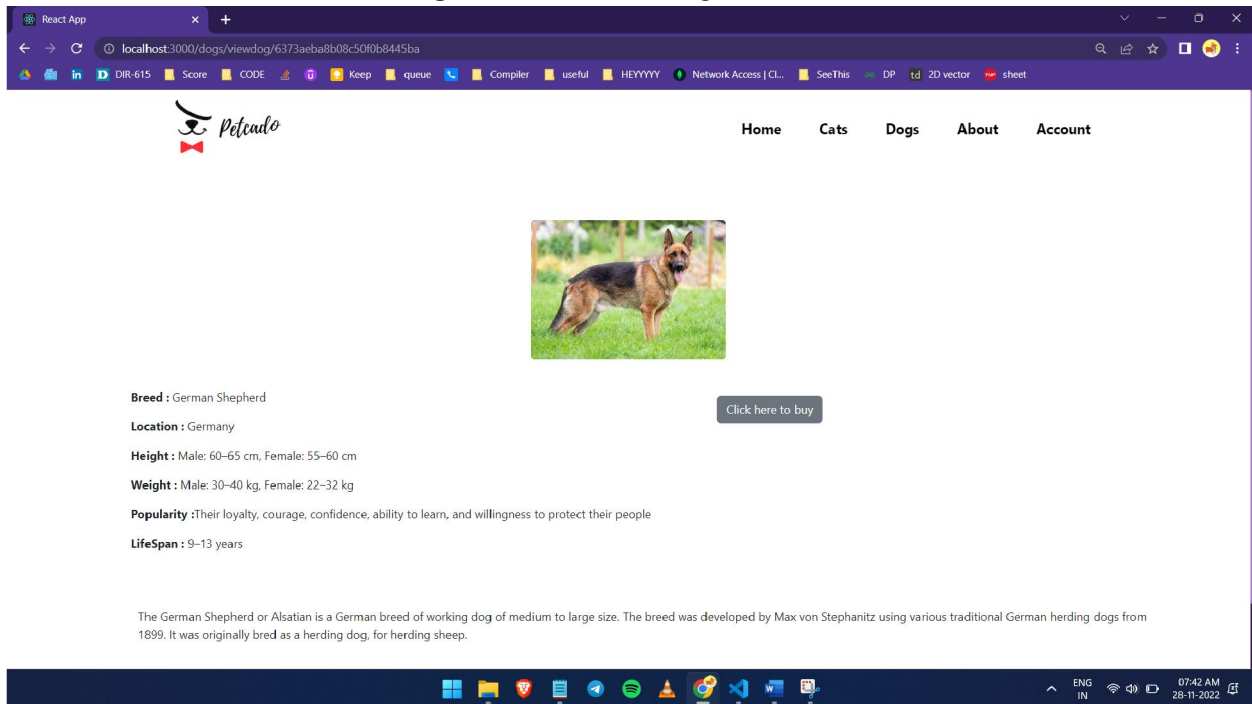 React App
localhost:3000/dogs/viewdog/6373aeba8b08c50f0b8445ba
DIR-615 Score CODE Keep queue Compiler useful HEYYYYY Network Access | Cl... SeeThis DP td 2D vector sheet
Petcado
Home Cats Dogs About Account
Breed : German Shepherd
Click here to buy
Location : Germany
Height : Male: 60–65 cm, Female: 55–60 cm
Weight : Male: 30–40 kg, Female: 22–32 kg
Popularity :Their loyalty, courage, confidence, ability to learn, and willingness to protect their people
LifeSpan : 9–13 years
The German Shepherd or Alsatian is a German breed of working dog of medium to large size. The breed was developed by Max von Stephanitz using various traditional German herding dogs from
1899. It was originally bred as a herding dog, for herding sheep.
ENG 07:42 AM
IN 28-11-2022